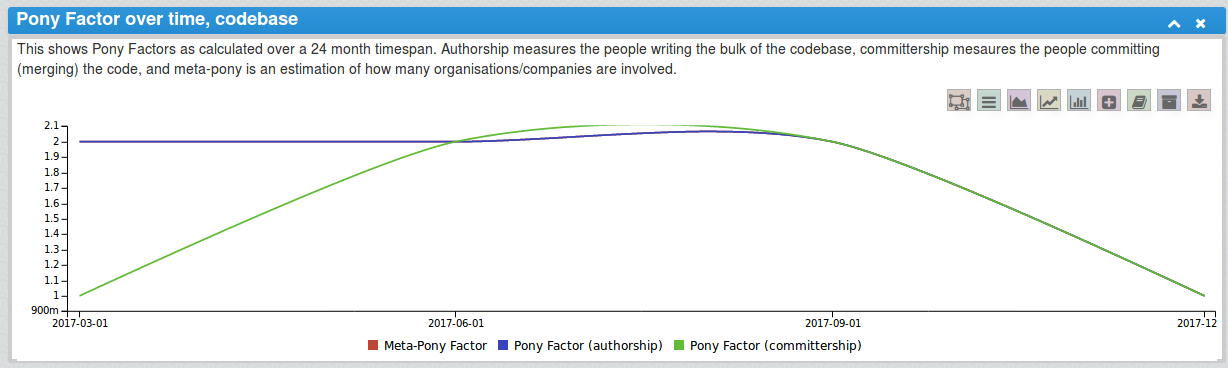 Pony Factor over time, codebase
This shows Pony Factors as calculated over a 24 month timespan. Authorship measures the people writing the bulk of the codebase, committership mesaures the people committing
(merging) the code, and meta-pony is an estimation of how many organisations/companies are involved.
2.1
2
1.9
1.8
1.7
1.6
1.5
1.4
1.3
1.2
1.1
1
900m
2017-03-01 2017-06-01 2017-09-01 2017-12
Meta-Pony Factor Pony Factor (authorship) Pony Factor (committership)